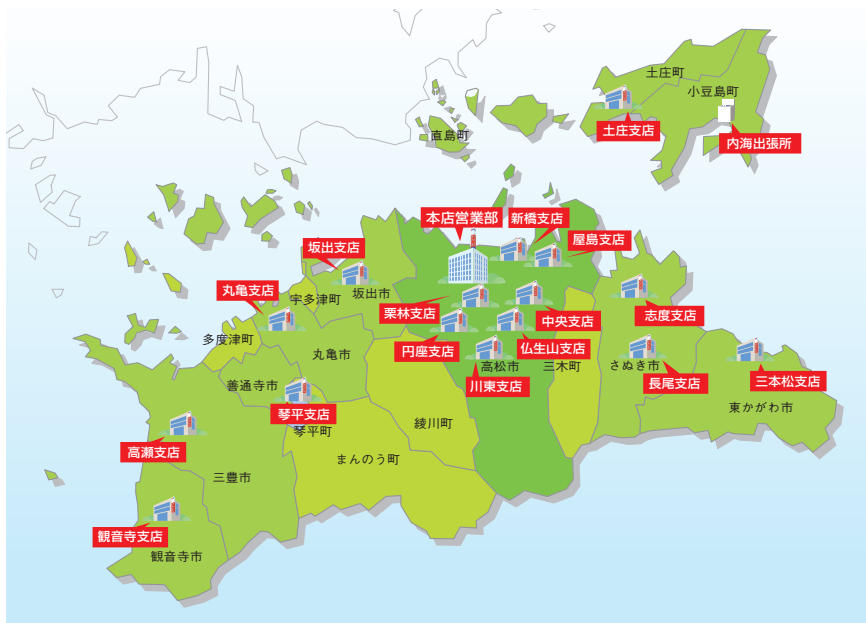 土庄町
小豆島町
土庄支店
内海出張所
直島町
本店営業部
新橋支店
屋島支店
坂出支店
坂出市
丸亀支店
宇多津町
栗林支店
中央支店
志度支店
多度津町
丸亀市
円座支店
仏生山支店
高松市
三木町
さぬき市
川東支店
長尾支店
三本松支店
東かがわ市
善通寺市
琴平支店
琴平町
綾川町
高瀬支店
まんのう町
三豊市
観音寺支店
観音寺市